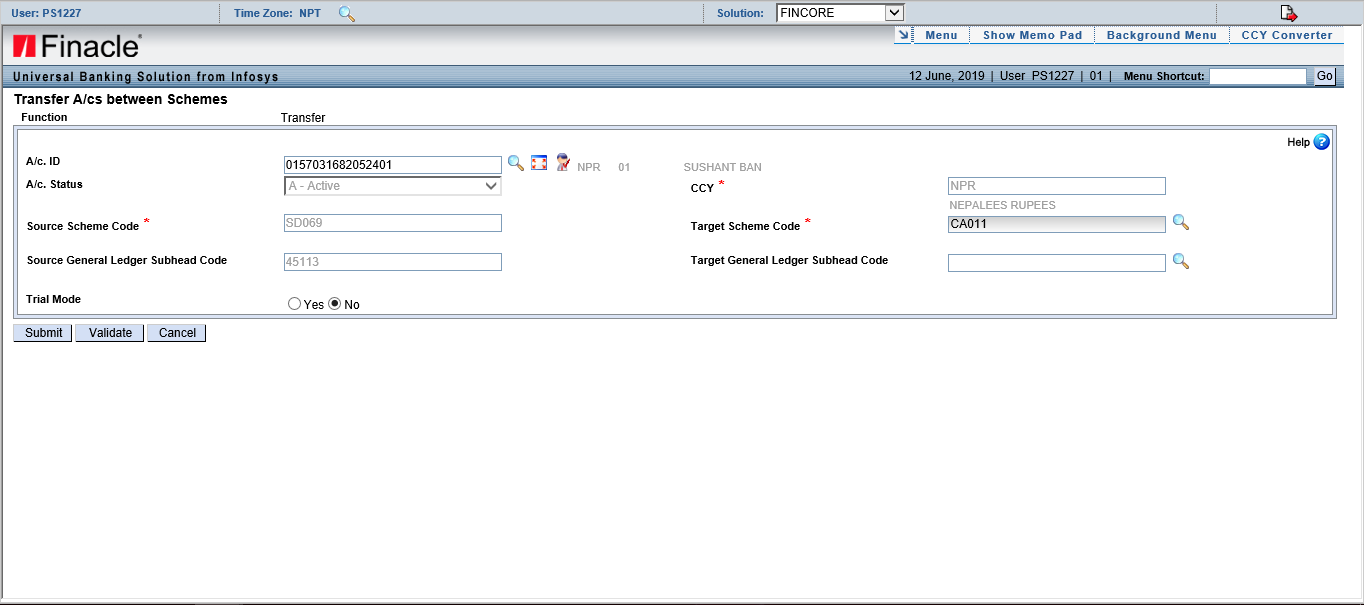 User: PS1227 Time Zone: NPT Solution: FINCORE
Finacle
Menu Show Memo Pad Background Menu CCY Converter
Universal Banking Solution from Infosys 12 June, 2019 | User PS1227 | 01 | Menu Shortcut: Go
Transfer A/cs between Schemes
Function Transfer
Help ?
A/c. ID 0157031682052401 NPR 01 SUSHANT BAN
A/c. Status A - Active CCY * NPR
NEPALEES RUPEES
Source Scheme Code * SD069 Target Scheme Code * CA011
Source General Ledger Subhead Code 45113 Target General Ledger Subhead Code
Trial Mode Yes No
Submit Validate Cancel